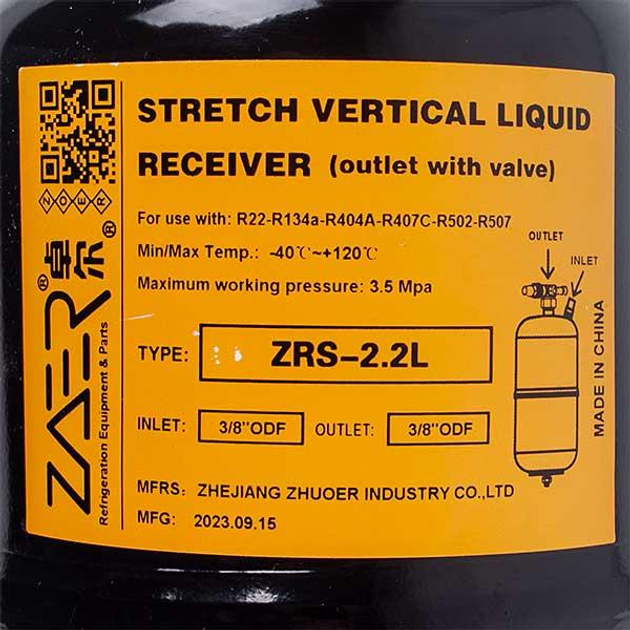 STRETCH VERTICAL LIQUID
RECEIVER (outlet with valve)
ZOER
For use with: R22-R134a-R404A-R407C-R502-R507
Min/Max Temp.: -40℃~+120℃
Maximum working pressure: 3.5 Mpa
OUTLET
INLET
TYPE: ZRS-2.2L
INLET: 3/8"ODF OUTLET: 3/8"ODF
MFRS: ZHEJIANG ZHUOER INDUSTRY CO.,LTD
MFG: 2023.09.15
MADE IN CHINA
®卓尔®
ZAER
Refrigeration Equipment & Parts